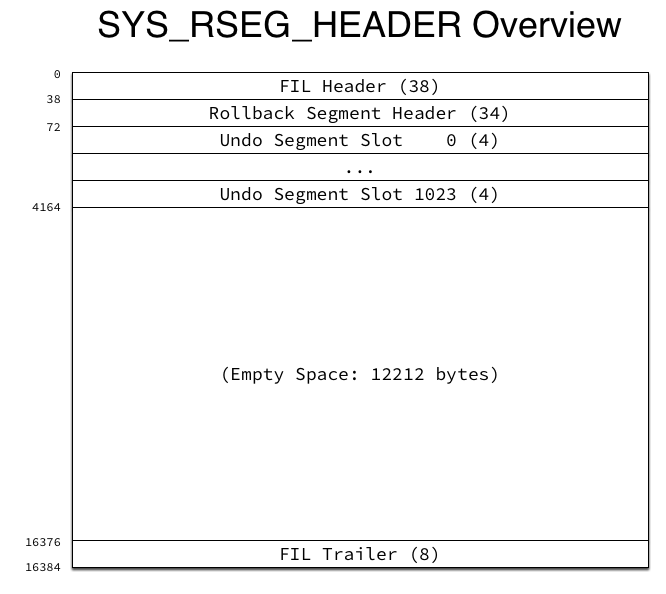 SYS_RSEG_HEADER Overview
0
FIL Header (38)
38
Rollback Segment Header (34)
72
Undo Segment Slot    0 (4)
...
Undo Segment Slot 1023 (4)
4164
(Empty Space: 12212 bytes)
16376
FIL Trailer (8)
16384